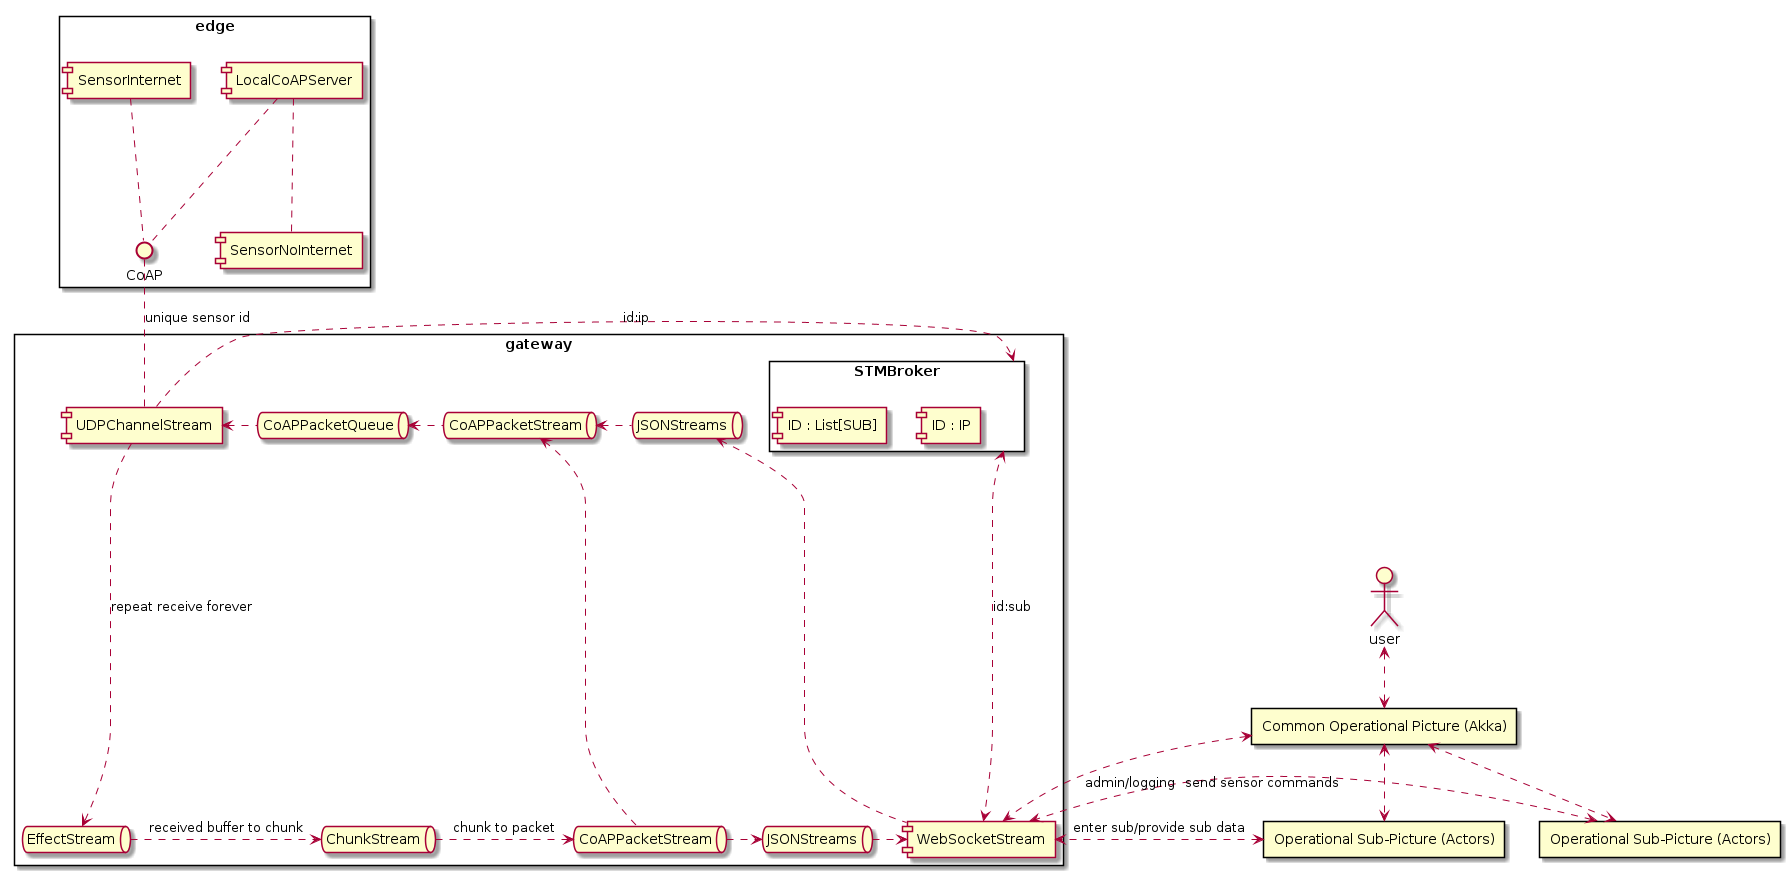 edge
SensorInternet
LocalCoAPServer
SensorNoInternet
CoAP
unique sensor id
id:ip
gateway
STMBroker
UDPChannelStream
CoAPPacketQueue
CoAPPacketStream
JSONStreams
ID : List[SUB]
ID : IP
repeat receive forever
id:sub
user
Common Operational Picture (Akka)
admin/logging
send sensor commands
EffectStream
received buffer to chunk
ChunkStream
chunk to packet
CoAPPacketStream
JSONStreams
WebSocketStream
enter sub/provide sub data
Operational Sub-Picture (Actors)
Operational Sub-Picture (Actors)